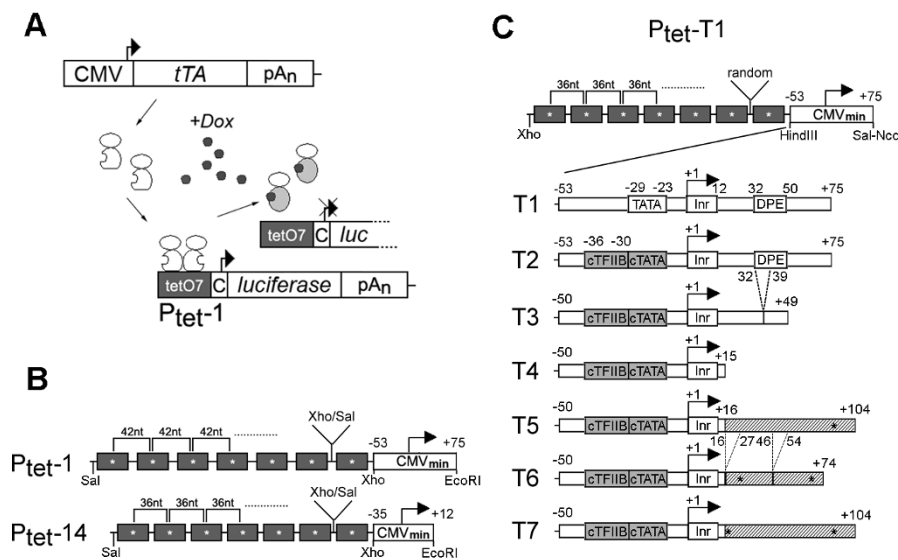 A
CMV tTA pAn
+Dox
tetO7 C luc
tetO7 C luciferase pAn
Ptet-1
B
42nt 42nt 42nt ............ Xho/Sal -53 +75
Ptet-1 * * * * * * * CMVmin
Sal Xho EcoRI
36nt 36nt 36nt ............ Xho/Sal -35 +12
Ptet-14 * * * * * * * CMVmin
Sal Xho EcoRI
C
Ptet-T1
random
36nt 36nt 36nt ............ -53 +75
* * * * * * * CMVmin
Xho HindIII Sal-Nco
-53 -29 -23 +1 12 32 50 +75
T1 TATA Inr DPE
-53 -36 -30 +1 +75
T2 cTFIIB cTATA Inr DPE
32 39
-50 +1 +49
T3 cTFIIB cTATA Inr
-50 +1 +15
T4 cTFIIB cTATA Inr
-50 +1 +16 +104
T5 cTFIIB cTATA Inr *
16 27 46 54
-50 +1 +74
T6 cTFIIB cTATA Inr * *
-50 +1 +104
T7 cTFIIB cTATA Inr * *